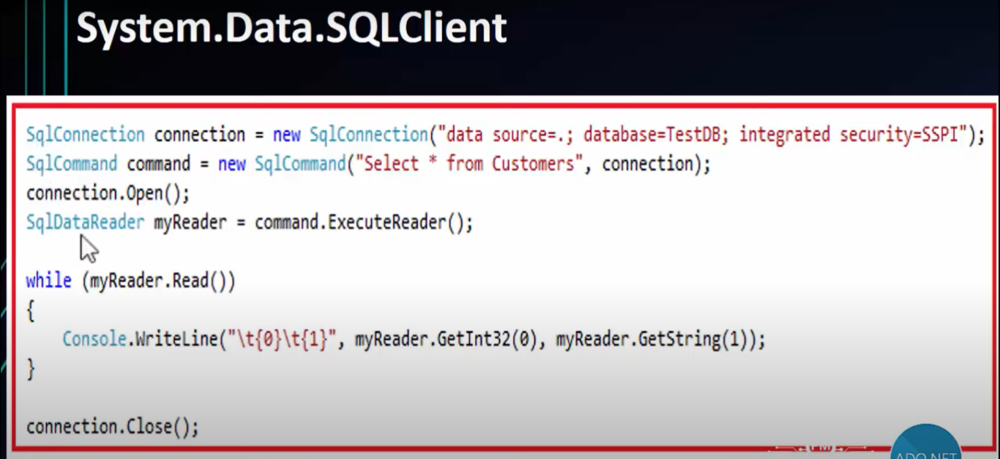 System.Data.SQLClient
SqlConnection connection = new SqlConnection("data source=.; database=TestDB; integrated security=SSPI");
SqlCommand command = new SqlCommand("Select * from Customers", connection);
connection.Open();
SqlDataReader myReader = command.ExecuteReader();
while (myReader.Read())
{
Console.WriteLine("\t{0}\t{1}", myReader.GetInt32(0), myReader.GetString(1));
}
connection.Close();
ADO.NET